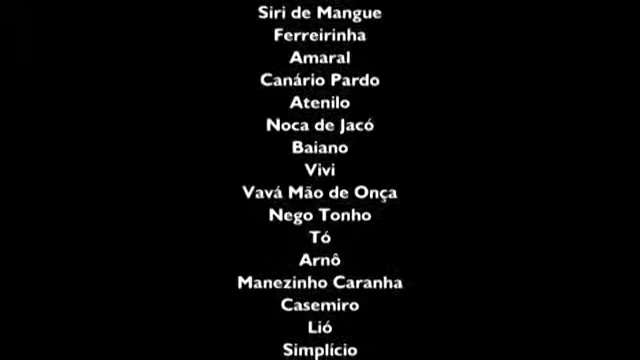 Siri de Mangue
Ferreirinha
Amaral
Canário Pardo
Atenilo
Noca de Jacó
Baiano
Vivi
Vavá Mão de Onça
Nego Tonho
Tó
Arnô
Manezinho Caranha
Casemiro
Lió
Simplício